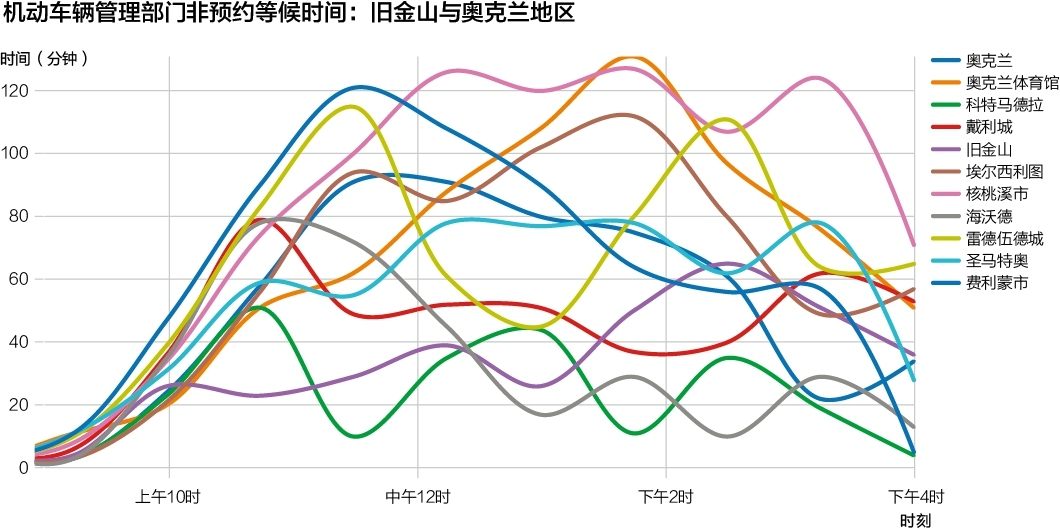 机动车辆管理部门非预约等候时间：旧金山与奥克兰地区
时间（分钟）
120
100
80
60
40
20
0
上午10时
中午12时
下午2时
下午4时
时刻
奥克兰
奥克兰体育馆
科特马德拉
戴利城
旧金山
埃尔西利图
核桃溪市
海沃德
雷德伍德城
圣马特奥
费利蒙市